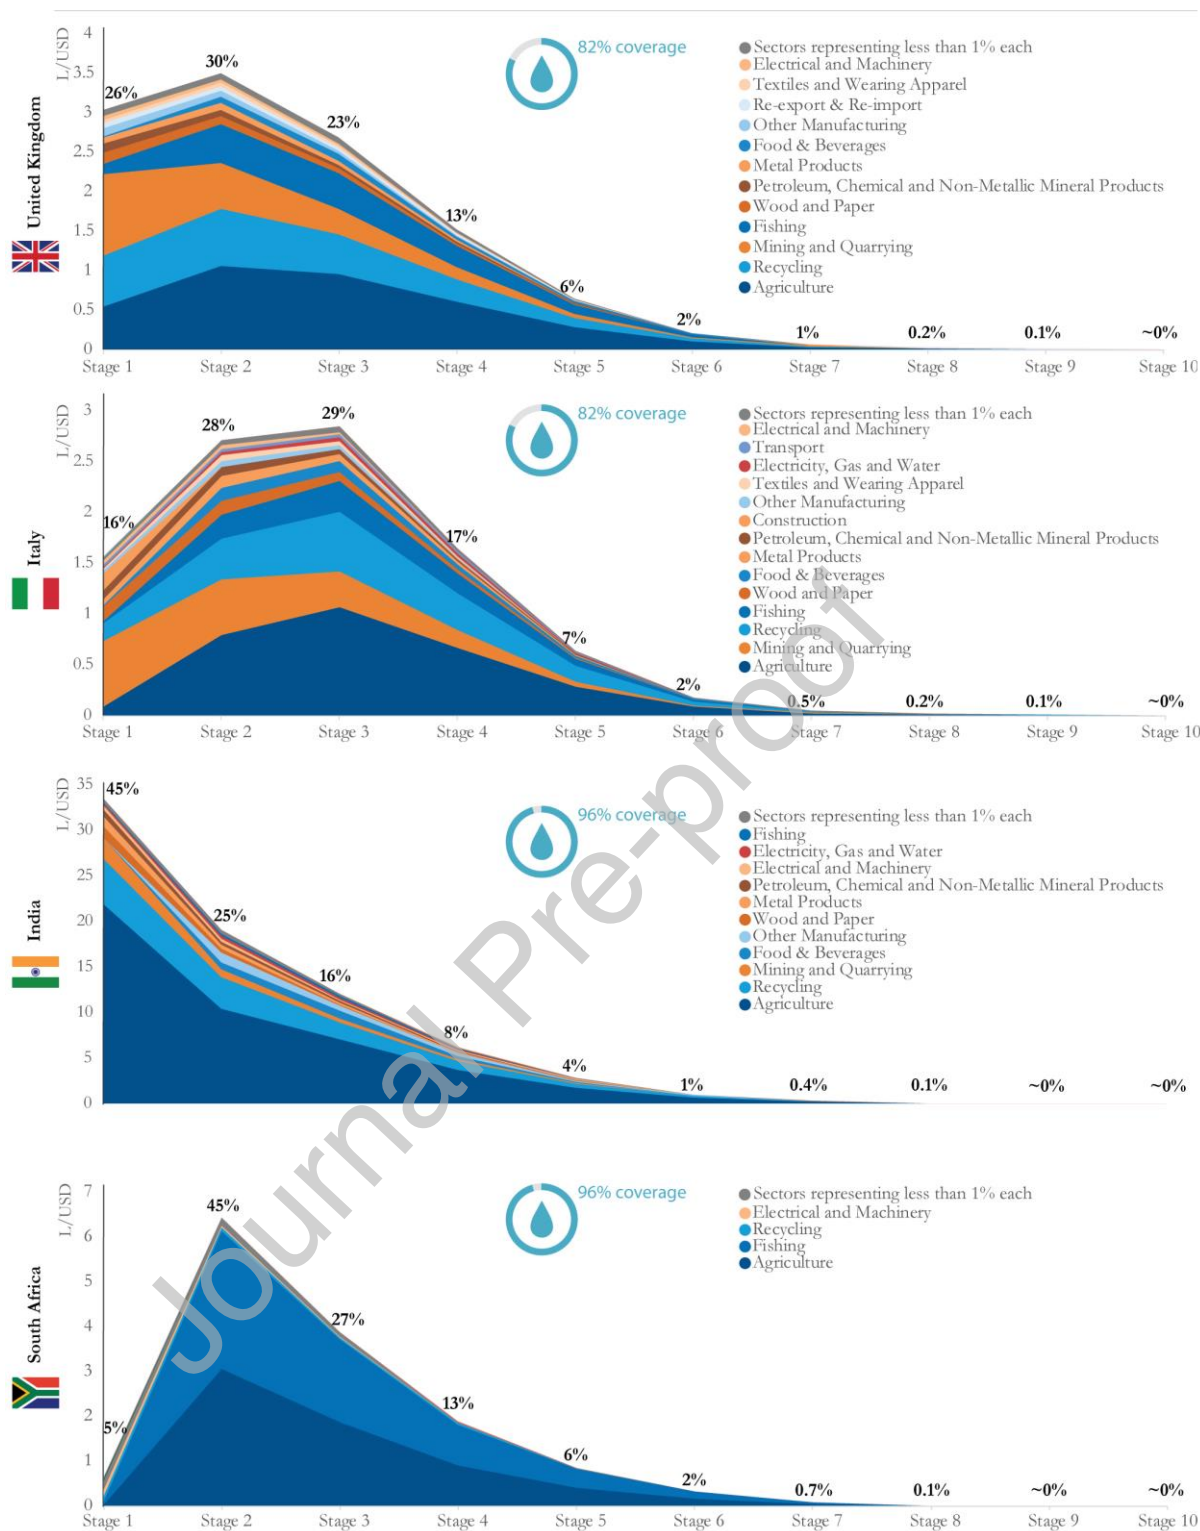 United Kingdom
L/USD
4
3.5
3
2.5
2
1.5
1
0.5
0
26%
30%
23%
13%
6%
2%
1%
0.2%
0.1%
~0%
82% coverage
Sectors representing less than 1% each
Electrical and Machinery
Textiles and Wearing Apparel
Re-export & Re-import
Other Manufacturing
Food & Beverages
Metal Products
Petroleum, Chemical and Non-Metallic Mineral Products
Wood and Paper
Fishing
Mining and Quarrying
Recycling
Agriculture
Stage 1 Stage 2 Stage 3 Stage 4 Stage 5 Stage 6 Stage 7 Stage 8 Stage 9 Stage 10
Italy
L/USD
3
2.5
2
1.5
1
0.5
0
16%
28%
29%
17%
7%
2%
0.5%
0.2%
0.1%
~0%
82% coverage
Sectors representing less than 1% each
Electrical and Machinery
Transport
Electricity, Gas and Water
Textiles and Wearing Apparel
Other Manufacturing
Construction
Petroleum, Chemical and Non-Metallic Mineral Products
Metal Products
Food & Beverages
Wood and Paper
Fishing
Recycling
Mining and Quarrying
Agriculture
Stage 1 Stage 2 Stage 3 Stage 4 Stage 5 Stage 6 Stage 7 Stage 8 Stage 9 Stage 10
India
L/USD
35
30
25
20
15
10
5
0
45%
25%
16%
8%
4%
1%
0.4%
0.1%
~0%
~0%
96% coverage
Sectors representing less than 1% each
Fishing
Electricity, Gas and Water
Electrical and Machinery
Petroleum, Chemical and Non-Metallic Mineral Products
Metal Products
Wood and Paper
Other Manufacturing
Food & Beverages
Mining and Quarrying
Recycling
Agriculture
South Africa
L/USD
7
6
5
4
3
2
1
0
5%
45%
27%
13%
6%
2%
0.7%
0.1%
~0%
~0%
96% coverage
Sectors representing less than 1% each
Electrical and Machinery
Recycling
Fishing
Agriculture
Stage 1 Stage 2 Stage 3 Stage 4 Stage 5 Stage 6 Stage 7 Stage 8 Stage 9 Stage 10
Journal Pre-proof